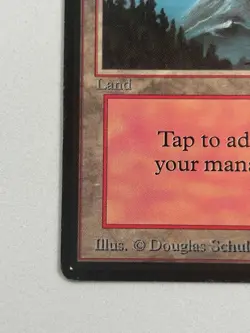 Land
Tap to ad
your mana
Illus. © Douglas Schul